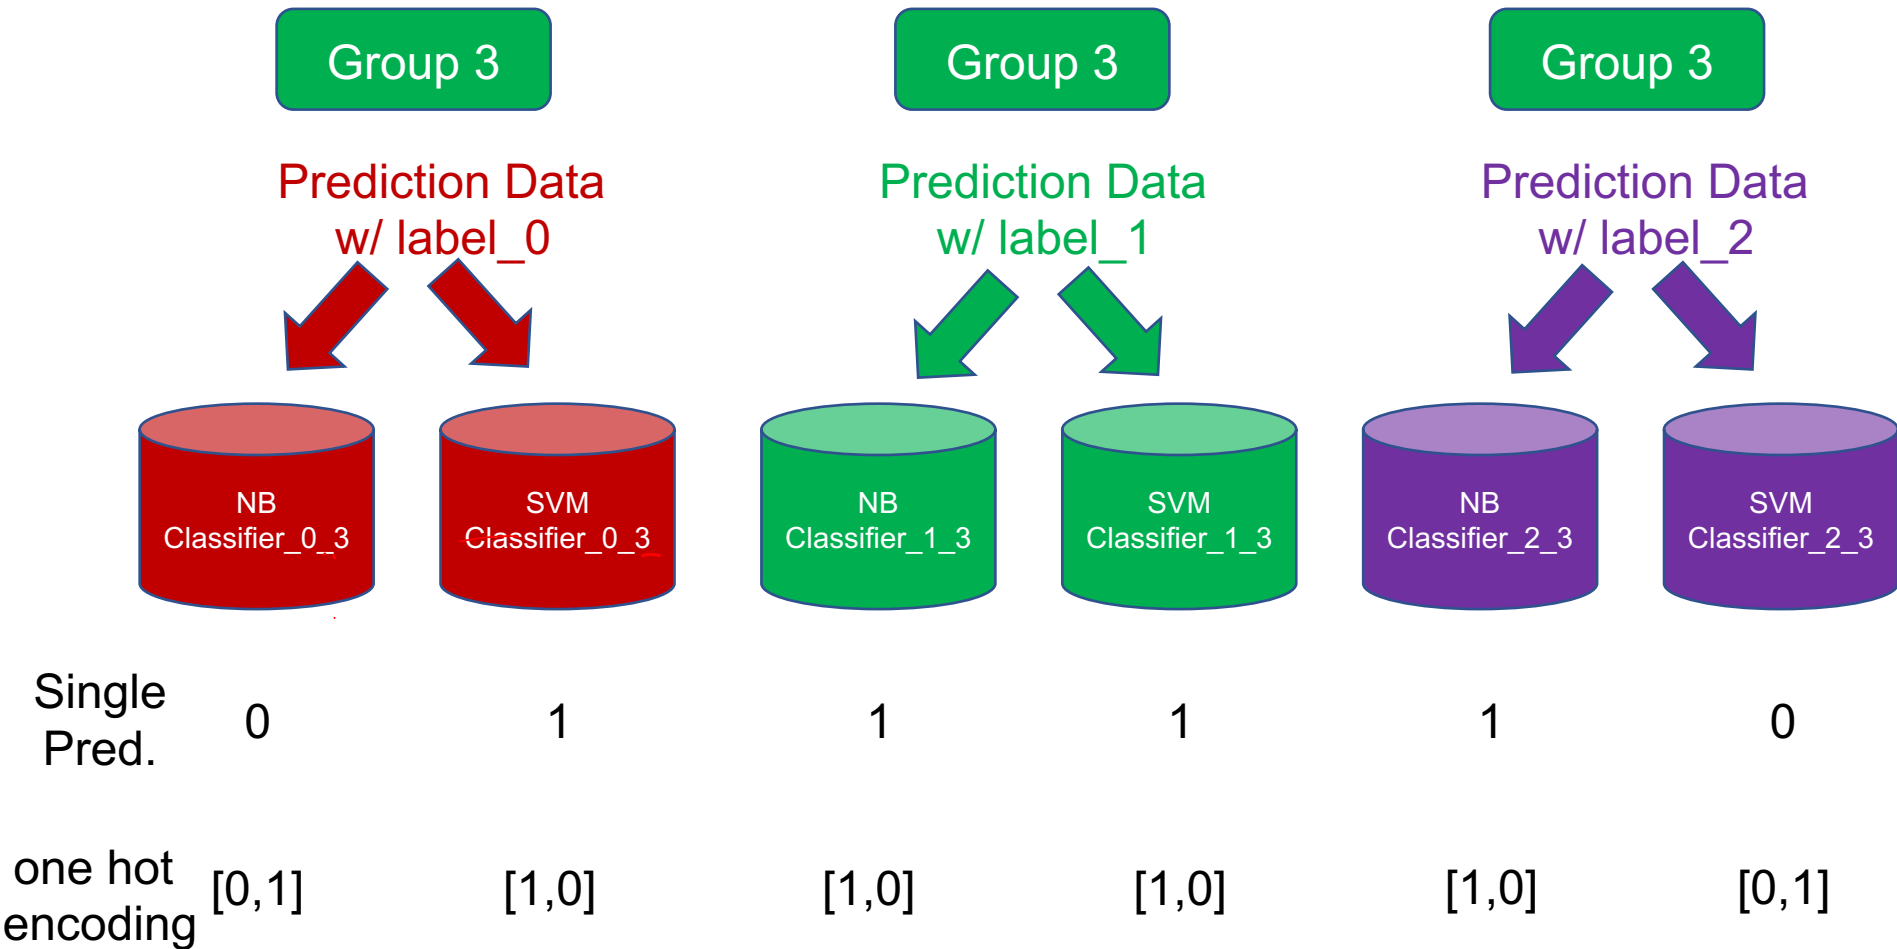 Group 3
Group 3
Group 3
Prediction Data
w/ label_0
Prediction Data
w/ label_1
Prediction Data
w/ label_2
NB
Classifier_0_3
SVM
Classifier_0_3
NB
Classifier_1_3
SVM
Classifier_1_3
NB
Classifier_2_3
SVM
Classifier_2_3
Single
Pred.
0 1 1 1 1 0
one hot
encoding
[0,1] [1,0] [1,0] [1,0] [1,0] [0,1]